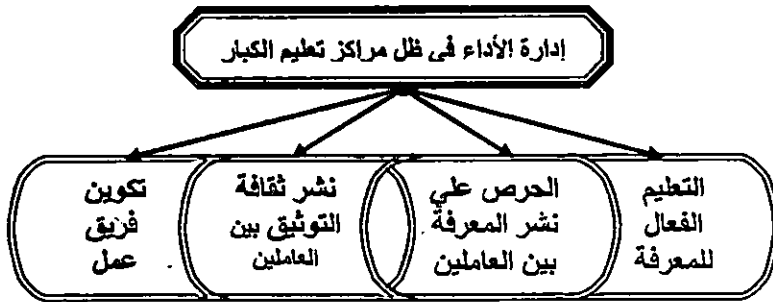 إدارة الأداء فى ظل مراكز تعليم الكبار
التعليم
الفعال
للمعرفة
الحرص علي
نشر المعرفة
بين العاملين
نشر ثقافة
التوثيق بين
العاملين
تكوين
فريق
عمل